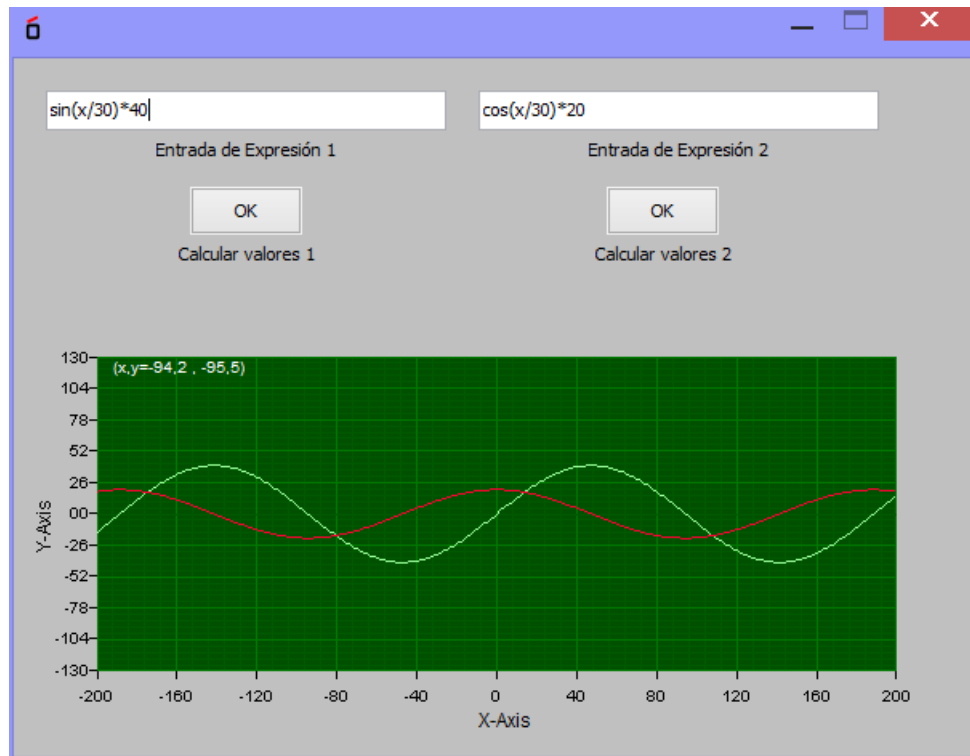 sin(x/30)*40
cos(x/30)*20
Entrada de Expresión 1
Entrada de Expresión 2
OK
OK
Calcular valores 1
Calcular valores 2
(x,y=-94,2 , -95,5)
130
104
78
52
26
00
-26
-52
-78
-104
-130
Y-Axis
-200 -160 -120 -80 -40 0 40 80 120 160 200
X-Axis